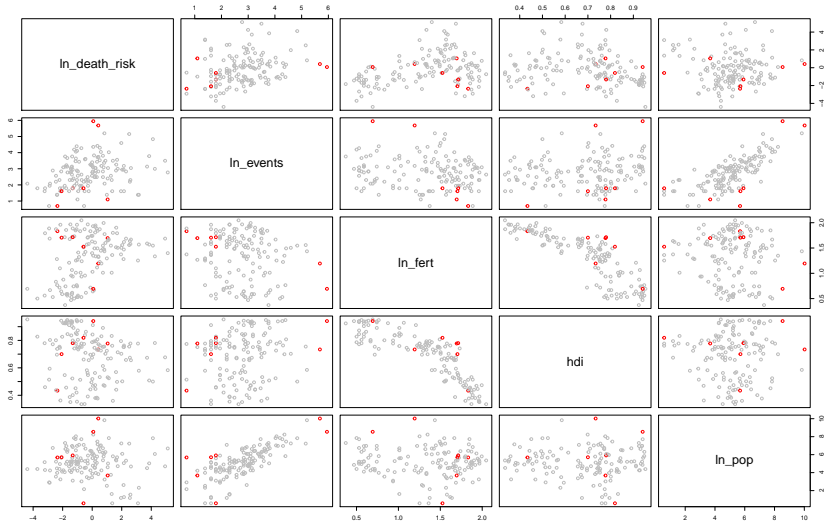 1 2 3 4 5 6
0.4 0.5 0.6 0.7 0.8 0.9
ln_death_risk
-4 -2 0 2 4
1 2 3 4 5 6
ln_events
ln_fert
0.5 1.0 1.5 2.0
0.4 0.6 0.8
hdi
2 4 6 8 10
ln_pop
-4 -2 0 2 4
0.5 1.0 1.5 2.0
2 4 6 8 10